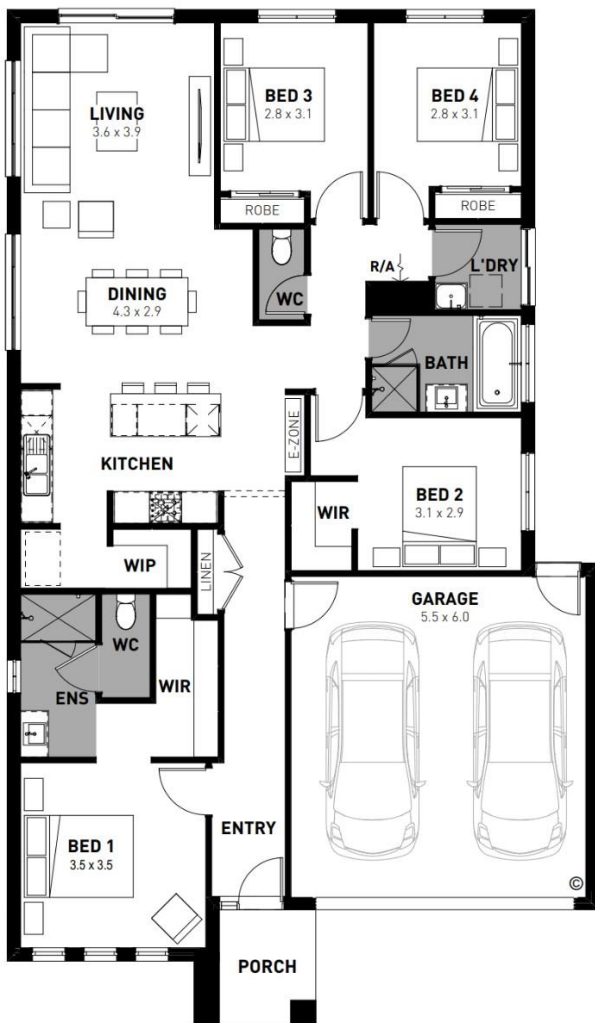 LIVING
3.6 x 3.9
BED 3
2.8 x 3.1
BED 4
2.8 x 3.1
ROBE
ROBE
WC
R/A
L'DRY
DINING
4.3 x 2.9
BATH
KITCHEN
E-ZONE
WIR
BED 2
3.1 x 2.9
WIP
LINEN
GARAGE
5.5 x 6.0
WC
ENS
WIR
BED 1
3.5 x 3.5
ENTRY
©
PORCH